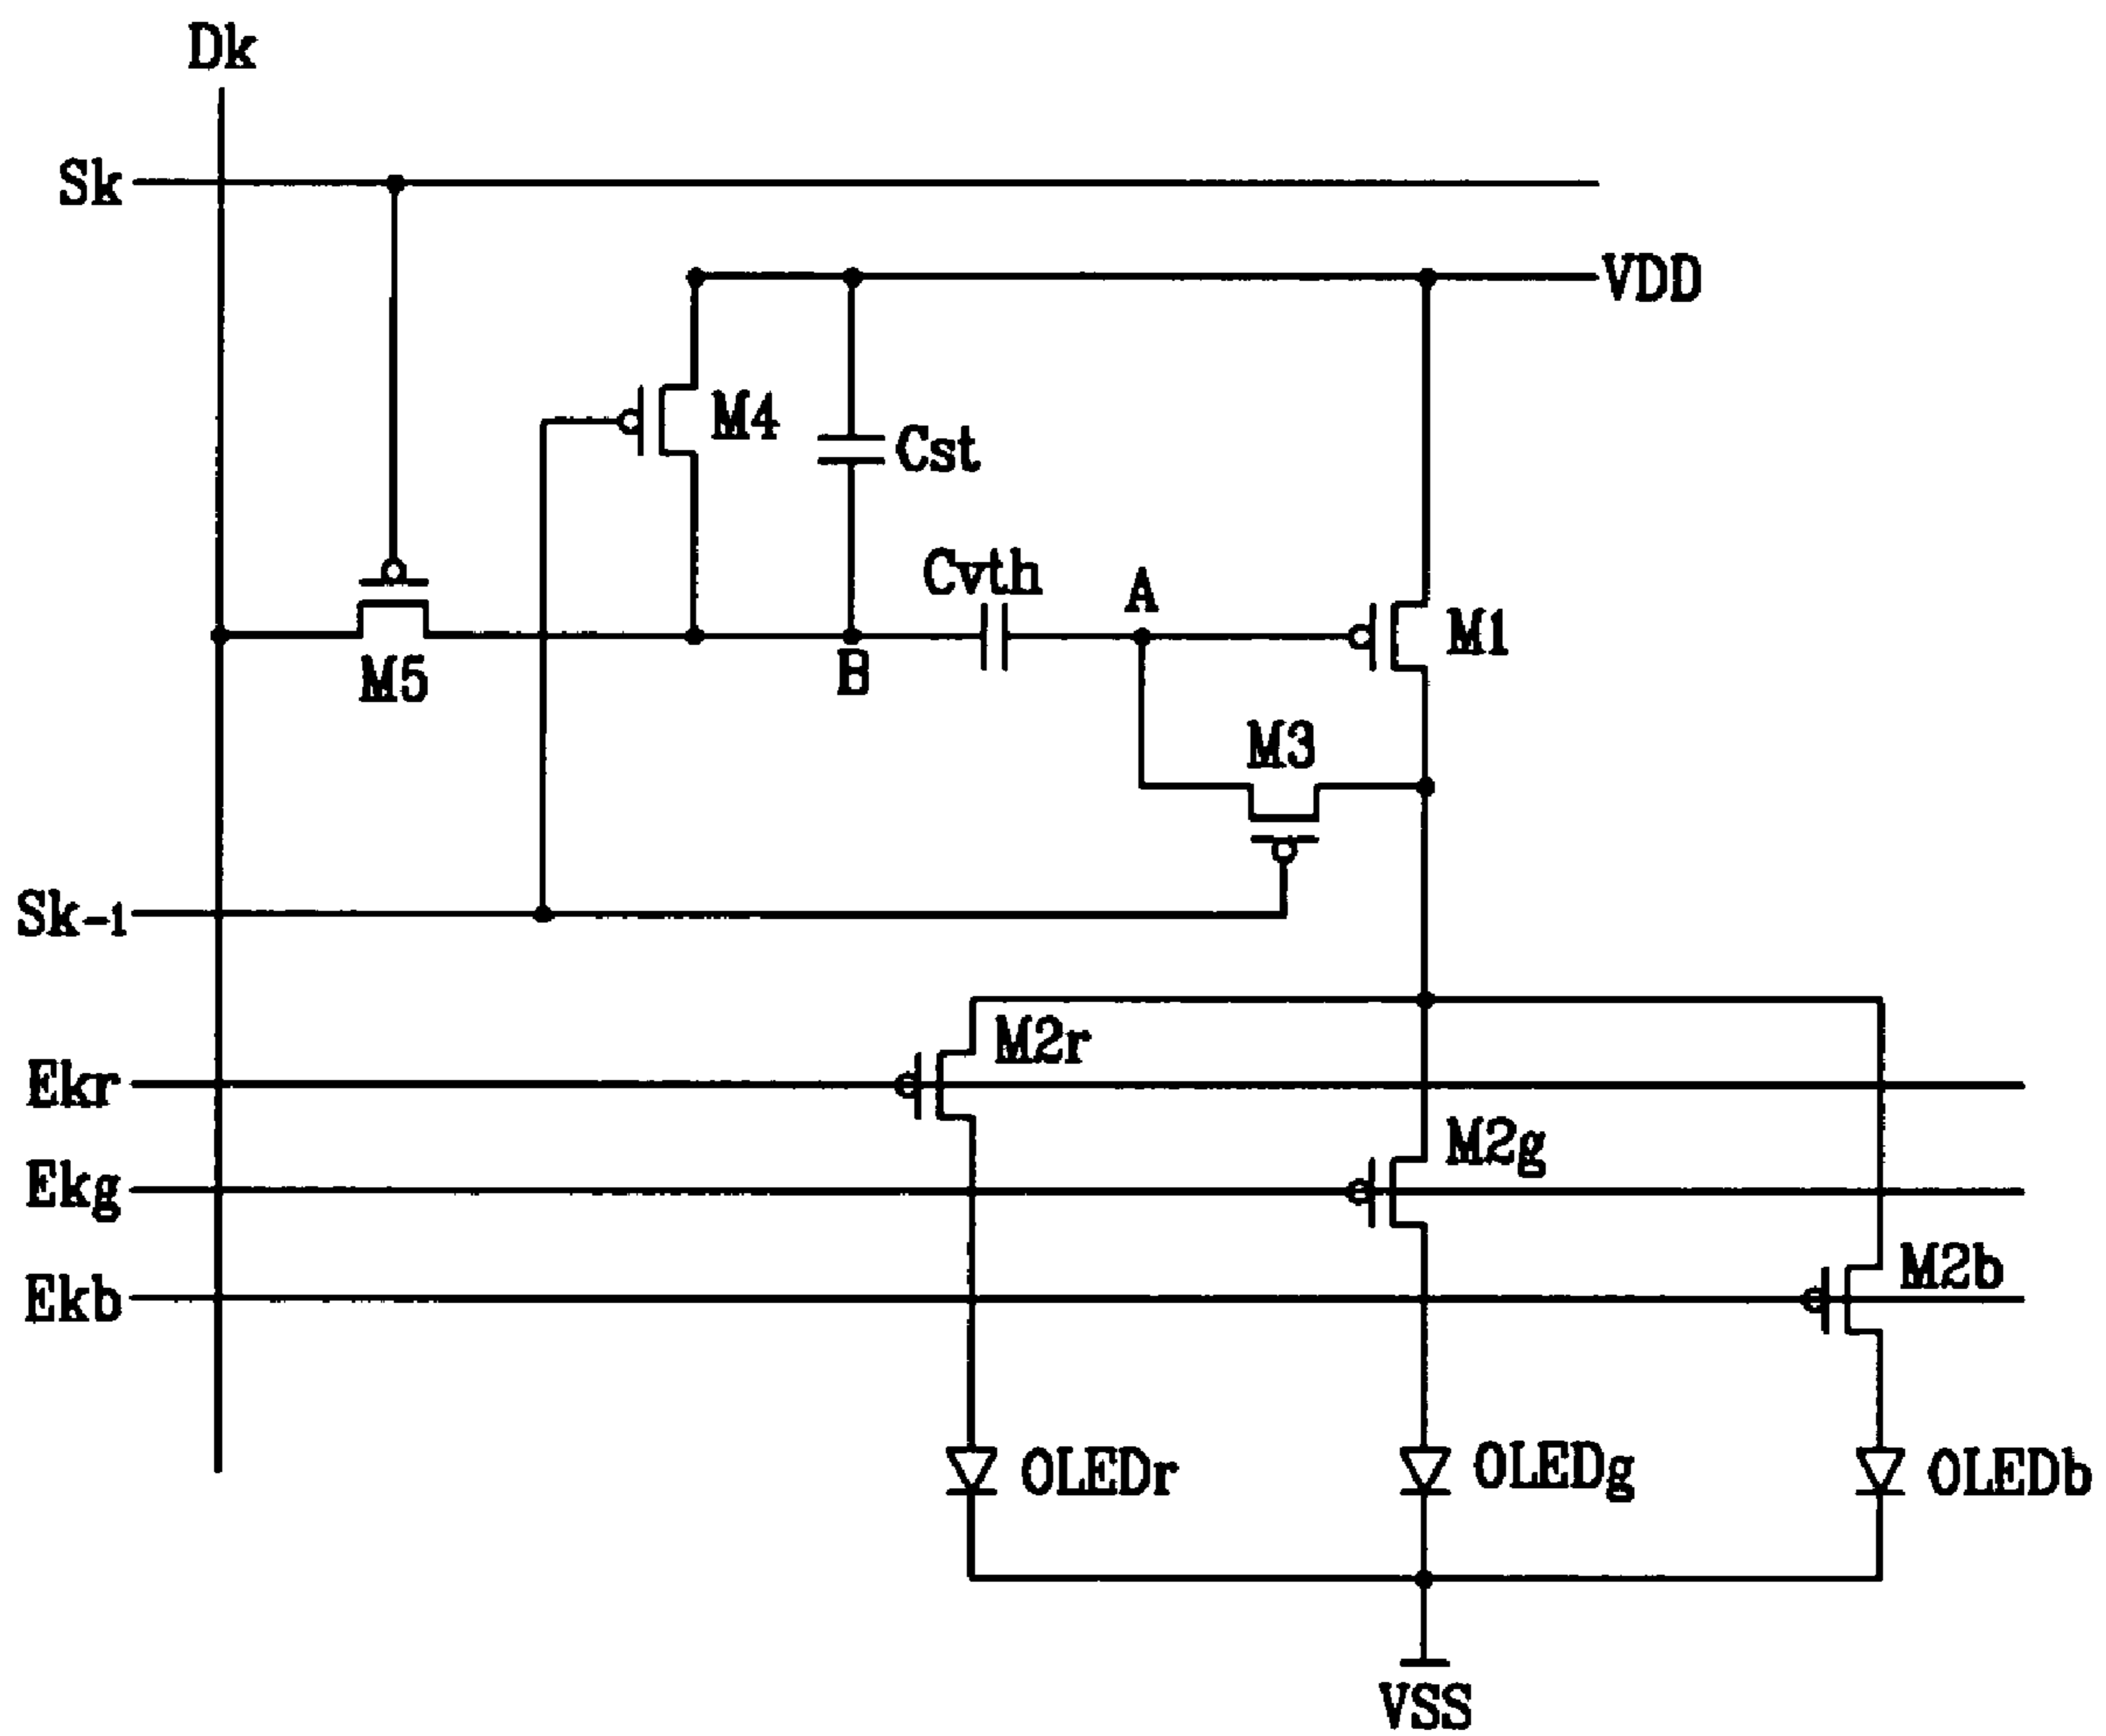 Dk
Sk
VDD
M4
Cst
Cvth
A
M1
M5
B
M3
Sk-1
M2r
Ekr
M2g
Ekg
M2b
Ekb
OLEDr
OLEDg
OLEDb
VSS